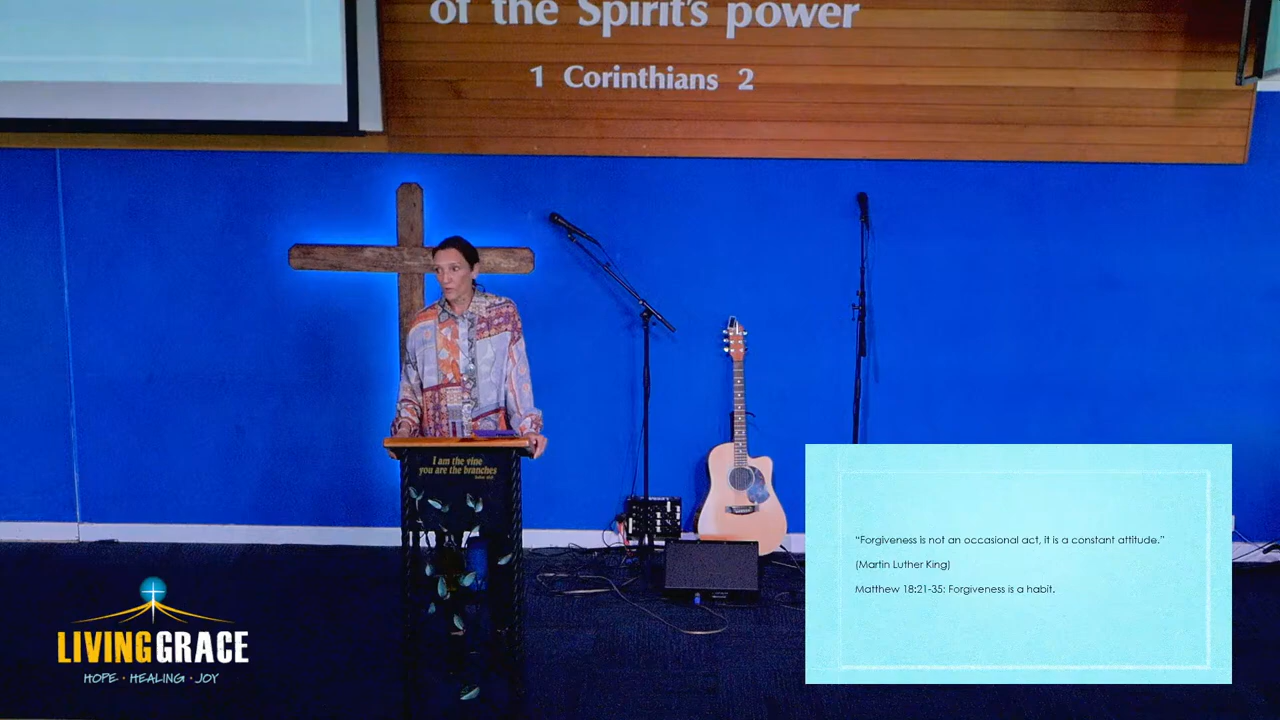 of the Spirit's power
1 Corinthians 2
I am the vine
you are the branches
“Forgiveness is not an occasional act, it is a constant attitude.”
(Martin Luther King)
Matthew 18:21-35: Forgiveness is a habit.
LIVINGGRACE
HOPE · HEALING · JOY